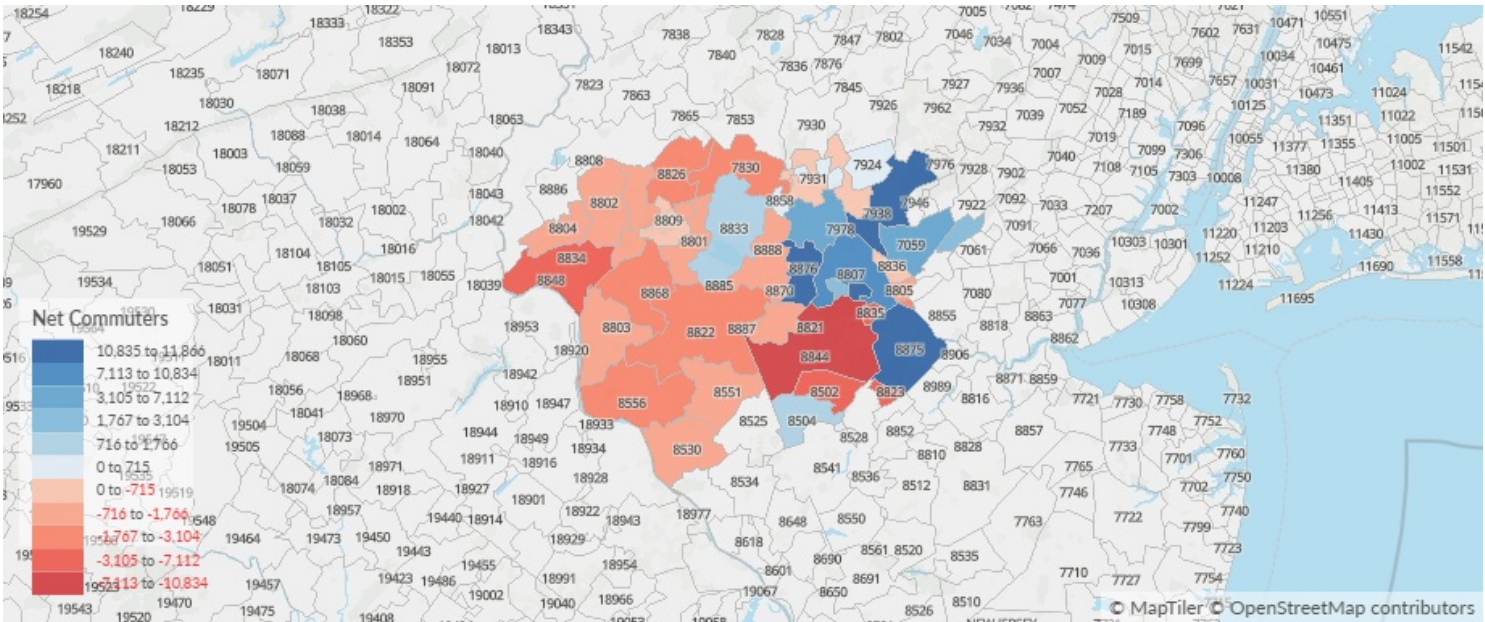 18254 18229 18333 18322 18331 18343 7838 7828 7847 7802 7005 7082 7474 7509 7021 7631 10471 10551
18240 18353 18013 7840 7046 7034 7004 7015 7602 10034 10475 11542
18235 18071 18072 7836 7876 7009 7699 10461
18218 18091 7823 7863 7845 7927 7936 7007 7028 7014 7657 10031 10473 11024
18030 18038 18063 7865 7853 7930 7926 7962 7039 7052 7189 10125 11351 11022
18212 18088 18014 18064 7932 7019 7096 10055 11005
18211 18003 18040 8808 7040 7099 7306 11377 11355 11501
18053 18059 8826 7830 7931 7924 7976 7928 7902 7108 7105 7303 10008 11380 11002 11531
17960 18078 18037 18043 8886 8802 8858 7946 7922 7092 7033 7207 7002 11247 11405 11552
18066 18032 18002 18042 8804 8809 8833 7978 7938 7091 11256 11413 11571
19529 18104 18016 8801 8888 7059 7061 7066 7036 10303 10301 11220 11203 11430
18051 18105 18015 18055 8834 8876 8807 8836 11252 11210 11690 11558
19534 18103 18039 8848 8868 8885 8870 8805 7080 7001 10313 11224 11695
Net Commuters
18031 18098 18953 8803 8822 8887 8821 8835 8855 8818 8863 7077 10308
10,835 to 11,866
18011 18068 18060 18955 18920 8844 8875 8906 8862
7,113 to 10,834
18951 18942 8551 8502 8823 8989 8871 8859
3,105 to 7,112
18056 18968 18910 18947 8556 8816 7721 7730 7758 7732
1,767 to 3,104
19504 18041 18970 18933 8525 8504 8852 8857 7748 7752
716 to 1,766
19505 18073 18944 18949 18934 8530 8528 8810 8828 7733 7760
0 to 715
18971 18911 18916 8541 8536 7765 7701 7750
0 to -715
19519 18074 18084 18918 18927 18928 8534 8512 8831 7746 7702
-716 to -1,766
18957 19440 18914 18901 18922 18943 18977 8648 8550 7763 7722 7740
-1,767 to -3,104
19464 19473 19450 19443 18929 8618 8561 8520 7799 7723
-3,105 to -7,112
19455 18954 8690 8535
-7,113 to -10,834
19523 19457 19423 19486 18991 8601 8691 7710 7727 7754
19543 19470 19475 19002 19040 18966 19067 8650 8510
19520 19408 19053 18958 8526 NEW JERSEY
© MapTiler © OpenStreetMap contributors